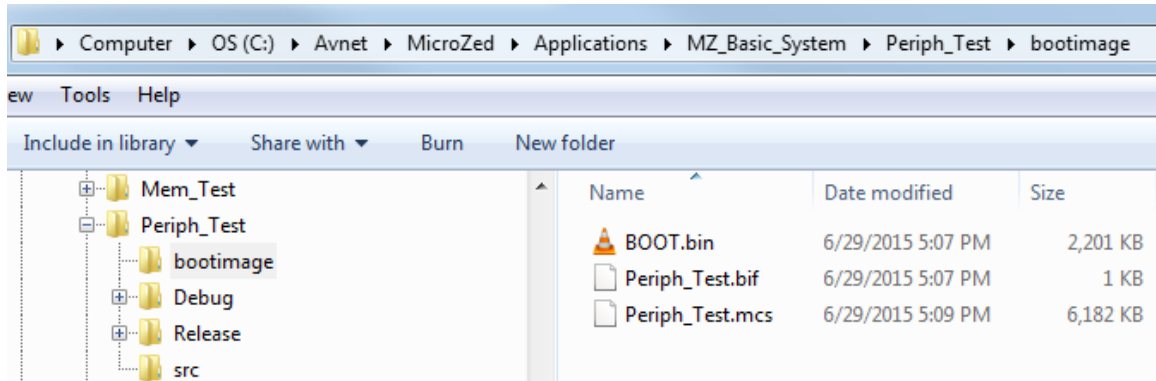 Computer OS (C:) Avnet MicroZed Applications MZ_Basic_System Periph_Test bootimage
ew Tools Help
Include in library Share with Burn New folder
Mem_Test
Periph_Test
bootimage
Debug
Release
src
Name Date modified Size
BOOT.bin 6/29/2015 5:07 PM 2,201 KB
Periph_Test.bif 6/29/2015 5:07 PM 1 KB
Periph_Test.mcs 6/29/2015 5:09 PM 6,182 KB